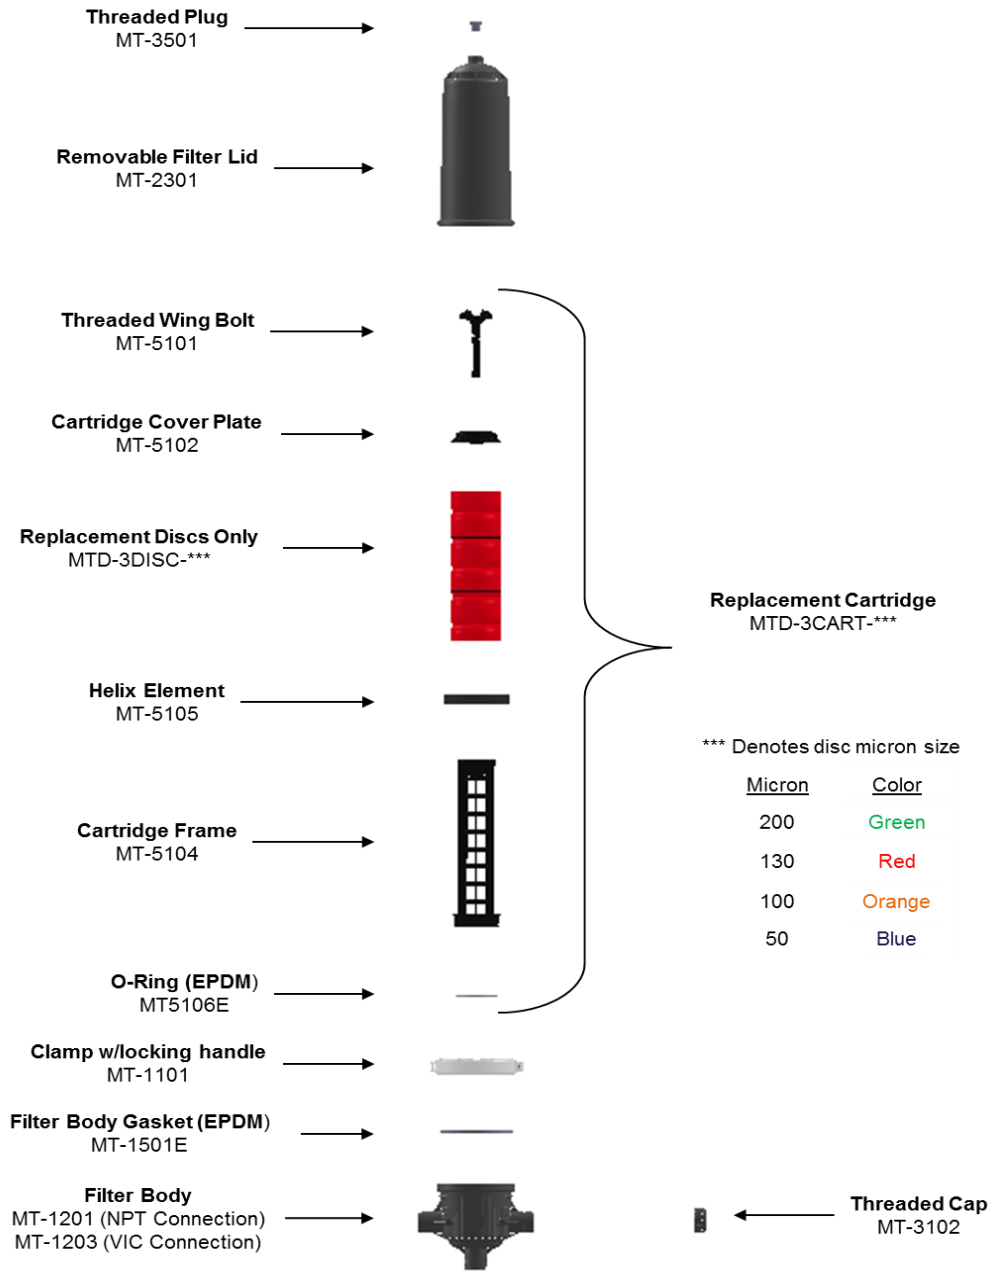 Threaded Plug
MT-3501
Removable Filter Lid
MT-2301
Threaded Wing Bolt
MT-5101
Cartridge Cover Plate
MT-5102
Replacement Discs Only
MTD-3DISC-***
Replacement Cartridge
MTD-3CART-***
Helix Element
MT-5105
*** Denotes disc micron size
Micron Color
200 Green
130 Red
100 Orange
50 Blue
Cartridge Frame
MT-5104
O-Ring (EPDM)
MT5106E
Clamp w/locking handle
MT-1101
Filter Body Gasket (EPDM)
MT-1501E
Filter Body
MT-1201 (NPT Connection)
MT-1203 (VIC Connection)
Threaded Cap
MT-3102